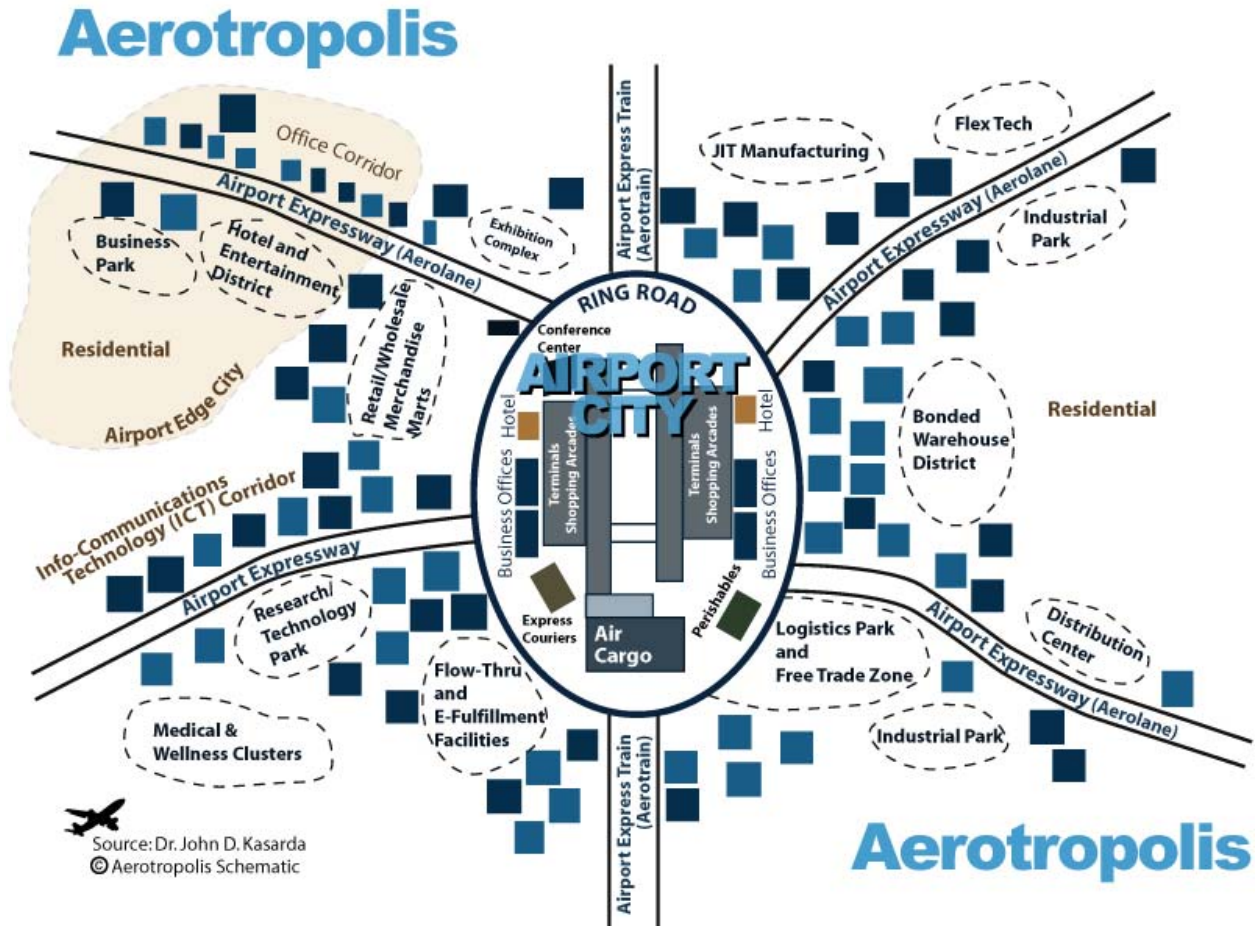 Aerotropolis
Office Corridor
Airport Expressway (Aerolane)
Business
Park
Hotel and
Entertainment
District
Residential
Airport Edge City
Exhibition
Complex
Retail/Wholesale
Merchandise
Marts
Airport Express Train
(Aerotrain)
JIT Manufacturing
Flex Tech
Airport Expressway (Aerolane)
Industrial
Park
RING ROAD
Conference
Center
AIRPORT
CITY
Hotel
Hotel
Terminals
Shopping Arcades
Terminals
Shopping Arcades
Business Offices
Business Offices
Express
Couriers
Air
Cargo
Perishables
Bonded
Warehouse
District
Residential
Info-Communications
Technology (ICT) Corridor
Airport Expressway
Research/
Technology
Park
Medical &
Wellness Clusters
Flow-Thru
and
E-Fulfillment
Facilities
Logistics Park
and
Free Trade Zone
Airport Expressway (Aerolane)
Distribution
Center
Industrial Park
Airport Express Train
(Aerotrain)
Source: Dr. John D. Kasarda
© Aerotropolis Schematic
Aerotropolis